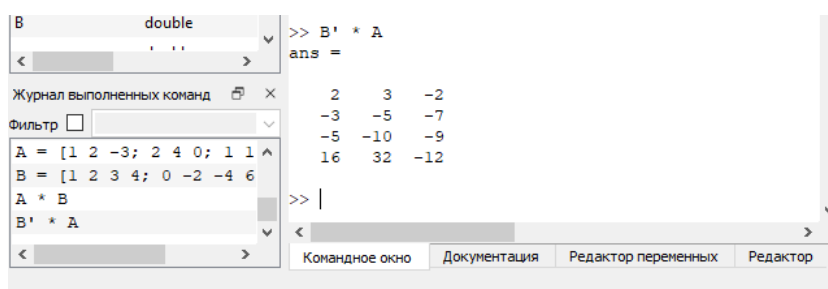 B double
Журнал выполненных команд
Фильтр
A = [1 2 -3; 2 4 0; 1 1
B = [1 2 3 4; 0 -2 -4 6
A * B
B' * A
>> B' * A
ans =
2 3 -2
-3 -5 -7
-5 -10 -9
16 32 -12
>>
Командное окно Документация Редактор переменных Редактор